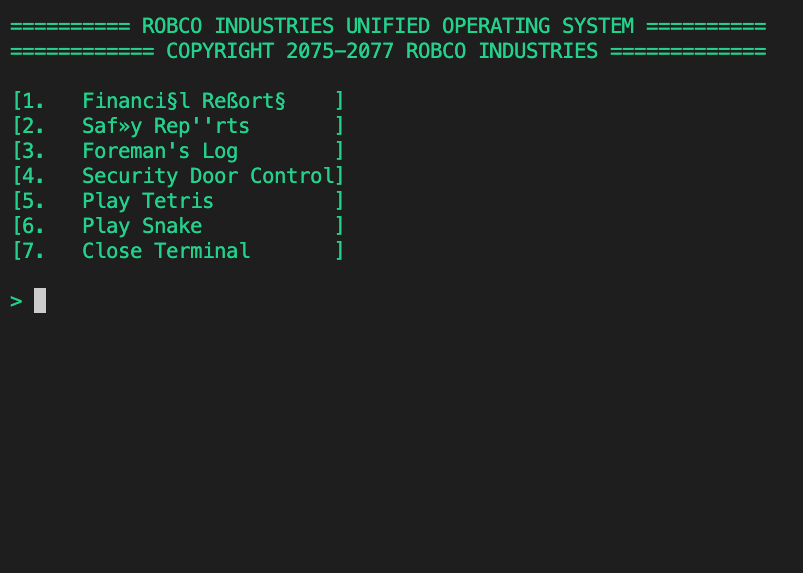 ========== ROBCO INDUSTRIES UNIFIED OPERATING SYSTEM ==========
============ COPYRIGHT 2075-2077 ROBCO INDUSTRIES =============
[1.   Financi§l Reßort§    ]
[2.   Saf»y Rep''rts       ]
[3.   Foreman's Log        ]
[4.   Security Door Control]
[5.   Play Tetris          ]
[6.   Play Snake           ]
[7.   Close Terminal       ]
>